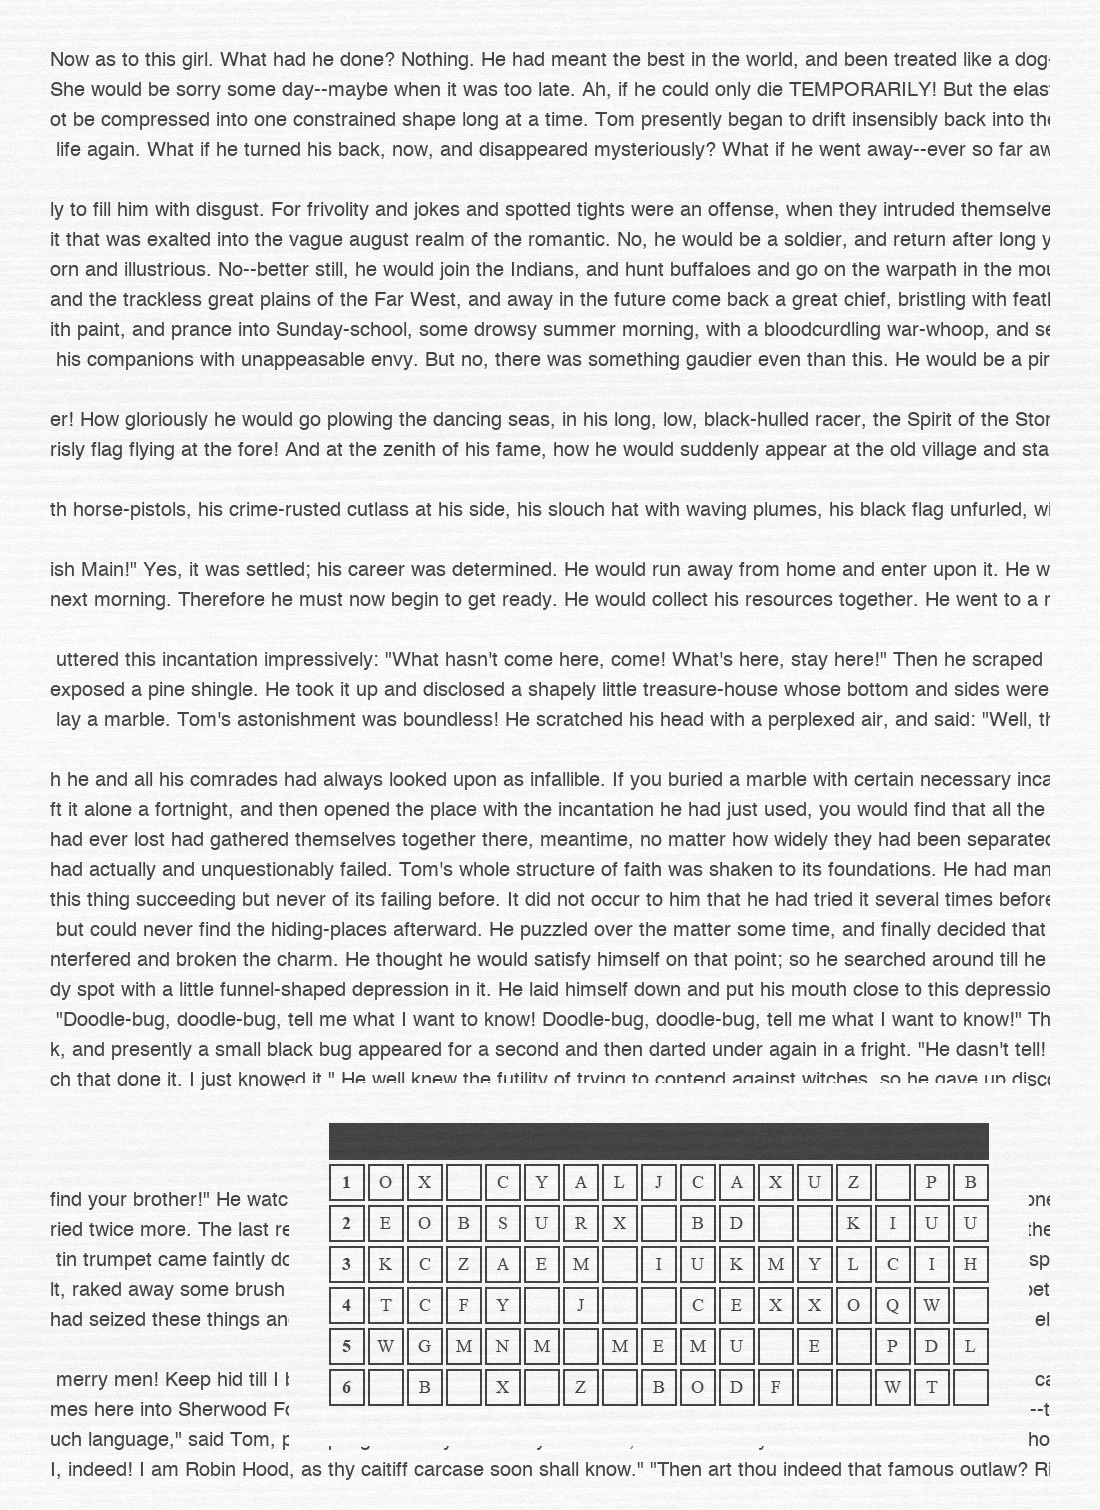 Now as to this girl. What had he done? Nothing. He had meant the best in the world, and been treated like a dog-
She would be sorry some day--maybe when it was too late. Ah, if he could only die TEMPORARILY! But the elas
ot be compressed into one constrained shape long at a time. Tom presently began to drift insensibly back into the
life again. What if he turned his back, now, and disappeared mysteriously? What if he went away--ever so far aw
ly to fill him with disgust. For frivolity and jokes and spotted tights were an offense, when they intruded themselve
it that was exalted into the vague august realm of the romantic. No, he would be a soldier, and return after long y
orn and illustrious. No--better still, he would join the Indians, and hunt buffaloes and go on the warpath in the mou
and the trackless great plains of the Far West, and away in the future come back a great chief, bristling with feath
ith paint, and prance into Sunday-school, some drowsy summer morning, with a bloodcurdling war-whoop, and se
his companions with unappeasable envy. But no, there was something gaudier even than this. He would be a pir
er! How gloriously he would go plowing the dancing seas, in his long, low, black-hulled racer, the Spirit of the Stor
risly flag flying at the fore! And at the zenith of his fame, how he would suddenly appear at the old village and sta
th horse-pistols, his crime-rusted cutlass at his side, his slouch hat with waving plumes, his black flag unfurled, wi
ish Main!" Yes, it was settled; his career was determined. He would run away from home and enter upon it. He w
next morning. Therefore he must now begin to get ready. He would collect his resources together. He went to a r
uttered this incantation impressively: "What hasn't come here, come! What's here, stay here!" Then he scraped
exposed a pine shingle. He took it up and disclosed a shapely little treasure-house whose bottom and sides were
lay a marble. Tom's astonishment was boundless! He scratched his head with a perplexed air, and said: "Well, th
h he and all his comrades had always looked upon as infallible. If you buried a marble with certain necessary inca
ft it alone a fortnight, and then opened the place with the incantation he had just used, you would find that all the
had ever lost had gathered themselves together there, meantime, no matter how widely they had been separated
had actually and unquestionably failed. Tom's whole structure of faith was shaken to its foundations. He had man
this thing succeeding but never of its failing before. It did not occur to him that he had tried it several times before
but could never find the hiding-places afterward. He puzzled over the matter some time, and finally decided that
nterfered and broken the charm. He thought he would satisfy himself on that point; so he searched around till he
dy spot with a little funnel-shaped depression in it. He laid himself down and put his mouth close to this depressio
"Doodle-bug, doodle-bug, tell me what I want to know! Doodle-bug, doodle-bug, tell me what I want to know!" Th
k, and presently a small black bug appeared for a second and then darted under again in a fright. "He dasn't tell!
ch that done it. I just knowed it." He well knew the futility of trying to contend against witches, so he gave up disco
1 O X C Y A L J C A X U Z P B
find your brother!" He watc one
2 E O B S U R X B D K I U U
ried twice more. The last re the
3 K C Z A E M I U K M Y L C I H
tin trumpet came faintly do sp
lt, raked away some brush pet
4 T C F Y J C E X X O Q W
had seized these things and el
5 W G M N M M E M U E P D L
merry men! Keep hid till I b ca
6 B X Z B O D F W T
mes here into Sherwood Fo --t
uch language," said Tom, p ho
I, indeed! I am Robin Hood, as thy caitiff carcase soon shall know." "Then art thou indeed that famous outlaw? Ri